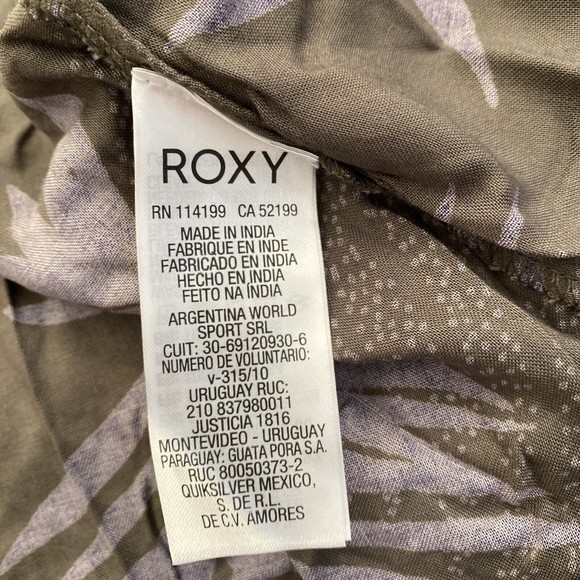 ROXY
RN 114199 CA 52199
MADE IN INDIA
FABRIQUE EN INDE
FABRICADO EN INDIA
HECHO EN INDIA
FEITO NA ÍNDIA
ARGENTINA WORLD
SPORT SRL
CUIT: 30-69120930-6
NUMERO DE VOLUNTARIO:
v-315/10
URUGUAY RUC:
210 837980011
JUSTICIA 1816
MONTEVIDEO - URUGUAY
PARAGUAY: GUATA PORA S.A.
RUC 80050373-2
QUIKSILVER MEXICO,
S. DE R.L.
DE C.V. AMORES